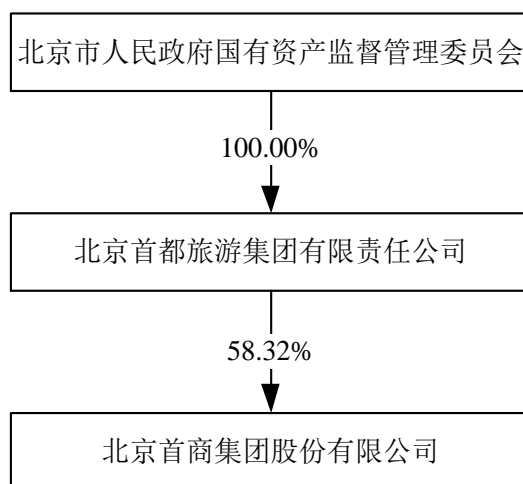 北京市人民政府国有资产监督管理委员会
100.00%
北京首都旅游集团有限责任公司
58.32%
北京首商集团股份有限公司